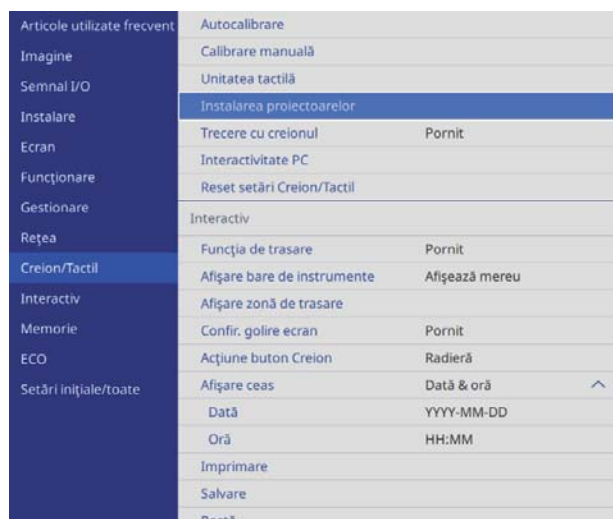 Articole utilizate frecvent
Imagine
Semnal I/O
Instalare
Ecran
Funcționare
Gestionare
Rețea
Creion/Tactil
Interactiv
Memorie
ECO
Setări inițiale/toate
Autocalibrare
Calibrare manuală
Unitatea tactilă
Instalarea proiectoarelor
Trecere cu creionul Pornit
Interactivitate PC
Reset setări Creion/Tactil
Interactiv
Funcția de trasare Pornit
Afișare bare de instrumente Afișează mereu
Afișare zonă de trasare
Confir. golire ecran Pornit
Acțiune buton Creion Radieră
Afișare ceas Dată & oră
Dată YYYY-MM-DD
Oră HH:MM
Imprimare
Salvare